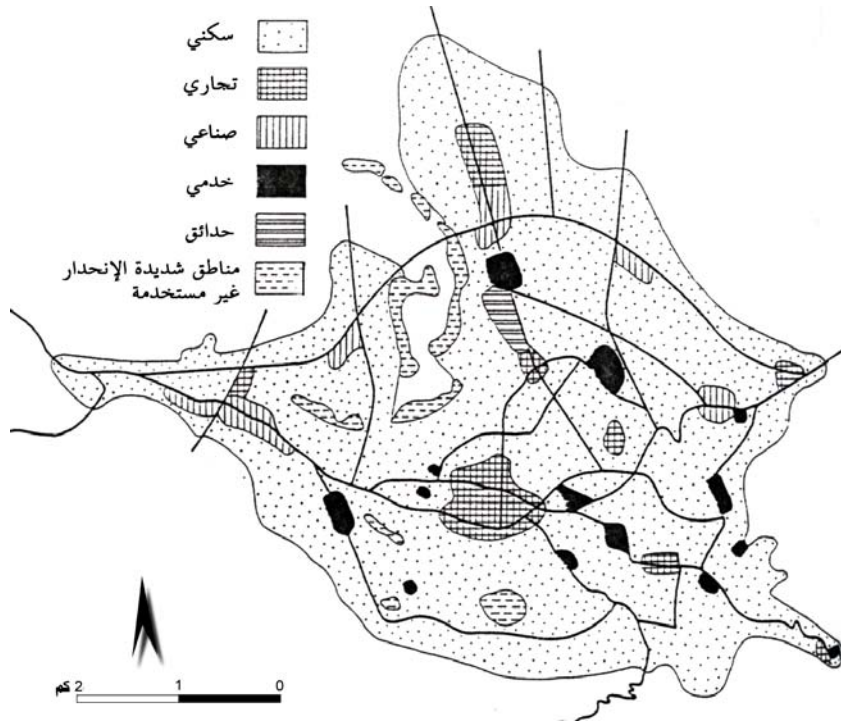 سكني
تجاري
صناعي
خدمي
حدائق
مناطق شديدة الإنحدار
غير مستخدمة
0 1 2 كم